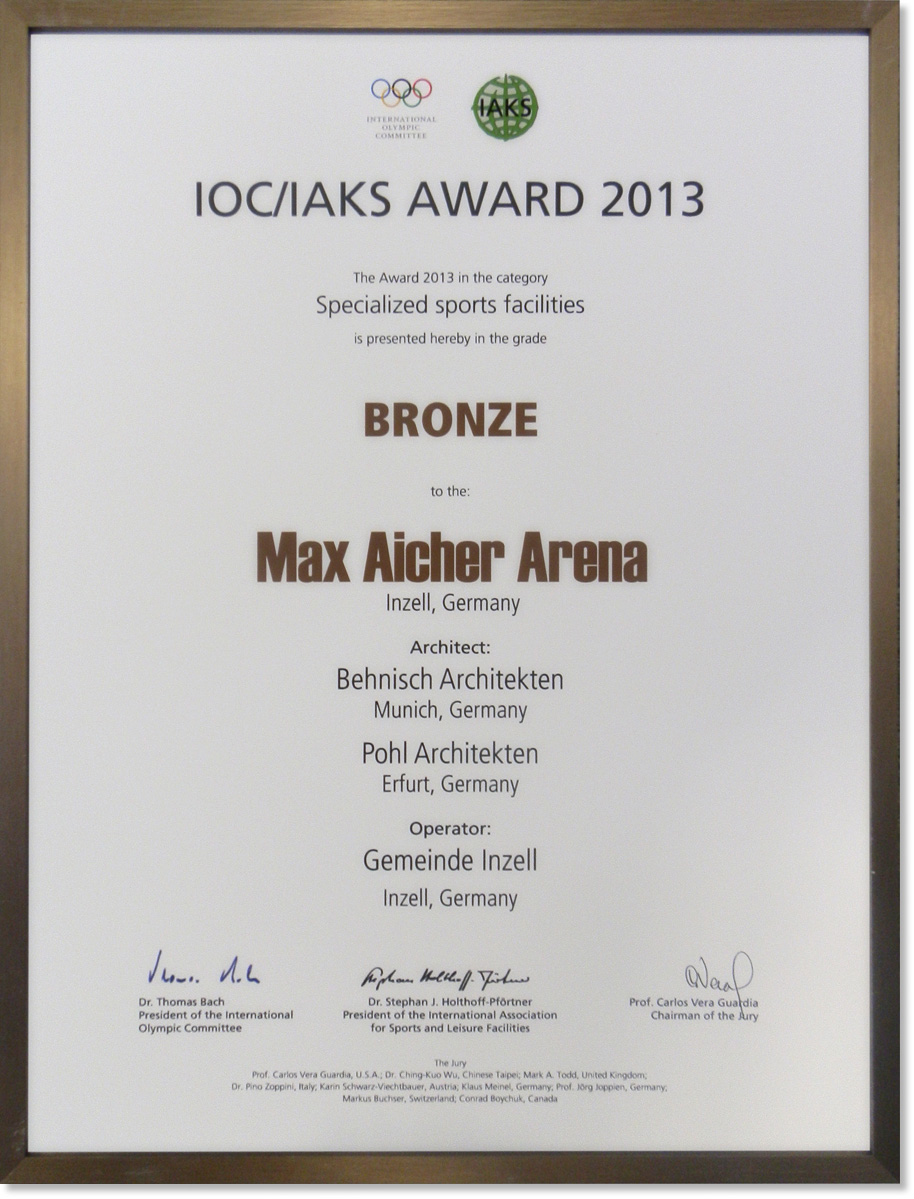 INTERNATIONAL
OLYMPIC
COMMITTEE
IAKS
IOC/IAKS AWARD 2013
The Award 2013 in the category
Specialized sports facilities
is presented hereby in the grade
BRONZE
to the:
Max Aicher Arena
Inzell, Germany
Architect:
Behnisch Architekten
Munich, Germany
Pohl Architekten
Erfurt, Germany
Operator:
Gemeinde Inzell
Inzell, Germany
Dr. Thomas Bach
President of the International
Olympic Committee
Dr. Stephan J. Holthoff-Pförtner
President of the International Association
for Sports and Leisure Facilities
Prof. Carlos Vera Guardia
Chairman of the Jury
The Jury
Prof. Carlos Vera Guardia, U.S.A.; Dr. Ching-Kuo Wu, Chinese Taipei; Mark A. Todd, United Kingdom;
Dr. Pino Zoppini, Italy; Karin Schwarz-Viechtbauer, Austria; Klaus Meinel, Germany; Prof. Jörg Joppien, Germany;
Markus Buchser, Switzerland; Conrad Boychuk, Canada